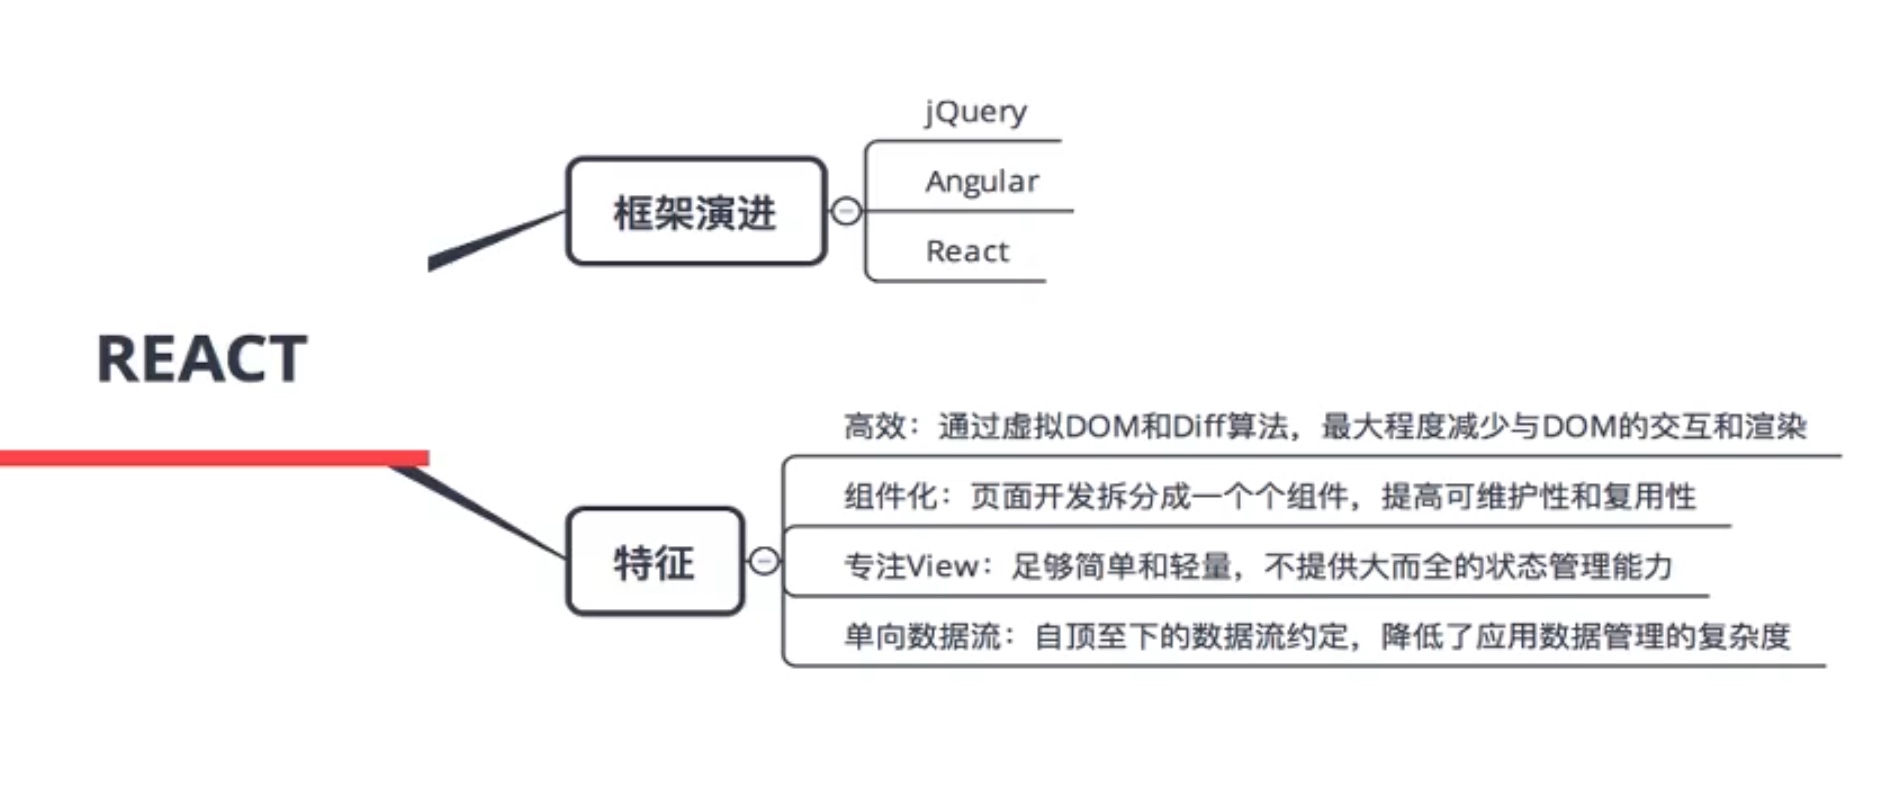 REACT
框架演进
jQuery
Angular
React
特征
高效：通过虚拟DOM和Diff算法，最大程度减少与DOM的交互和渲染
组件化：页面开发拆分成一个个组件，提高可维护性和复用性
专注View：足够简单和轻量，不提供大而全的状态管理能力
单向数据流：自顶至下的数据流约定，降低了应用数据管理的复杂度